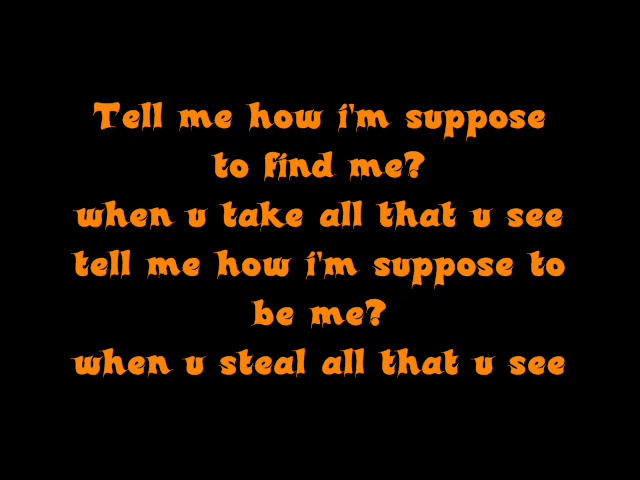 Tell me how i'm suppose
to find me?
when u take all that u see
tell me how i'm suppose to
be me?
when u steal all that u see